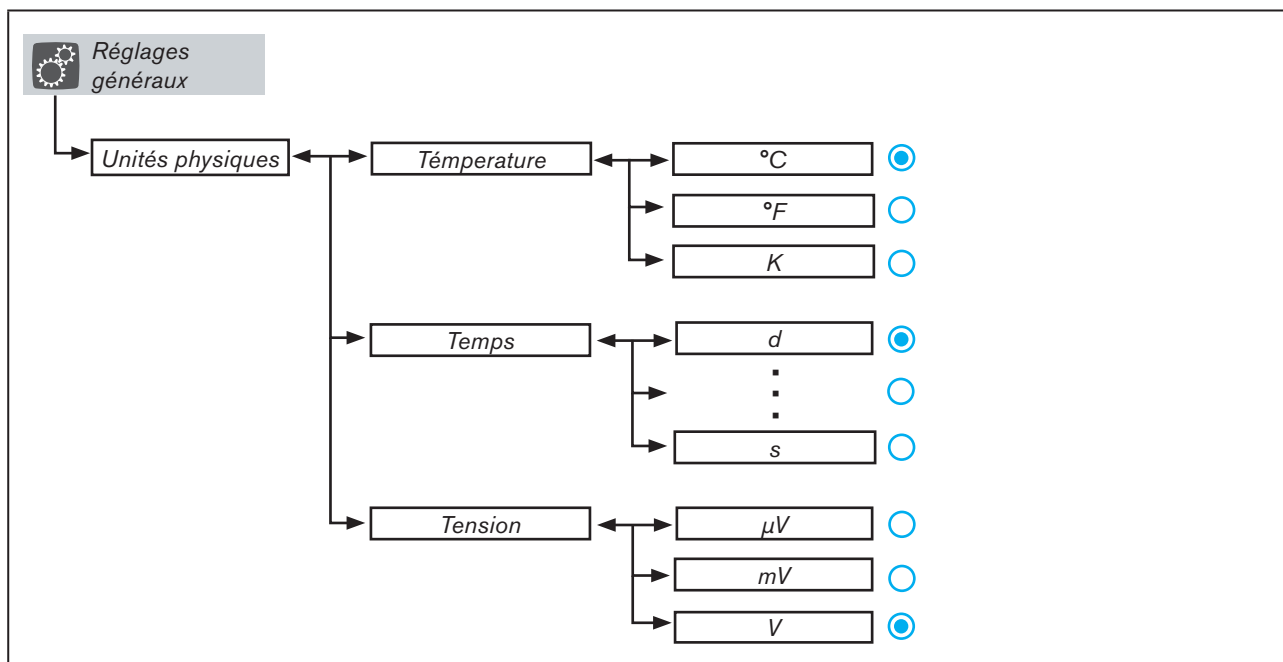 Réglages
généraux
Unités physiques
Témperature
°C
°F
K
Temps
d
s
Tension
µV
mV
V